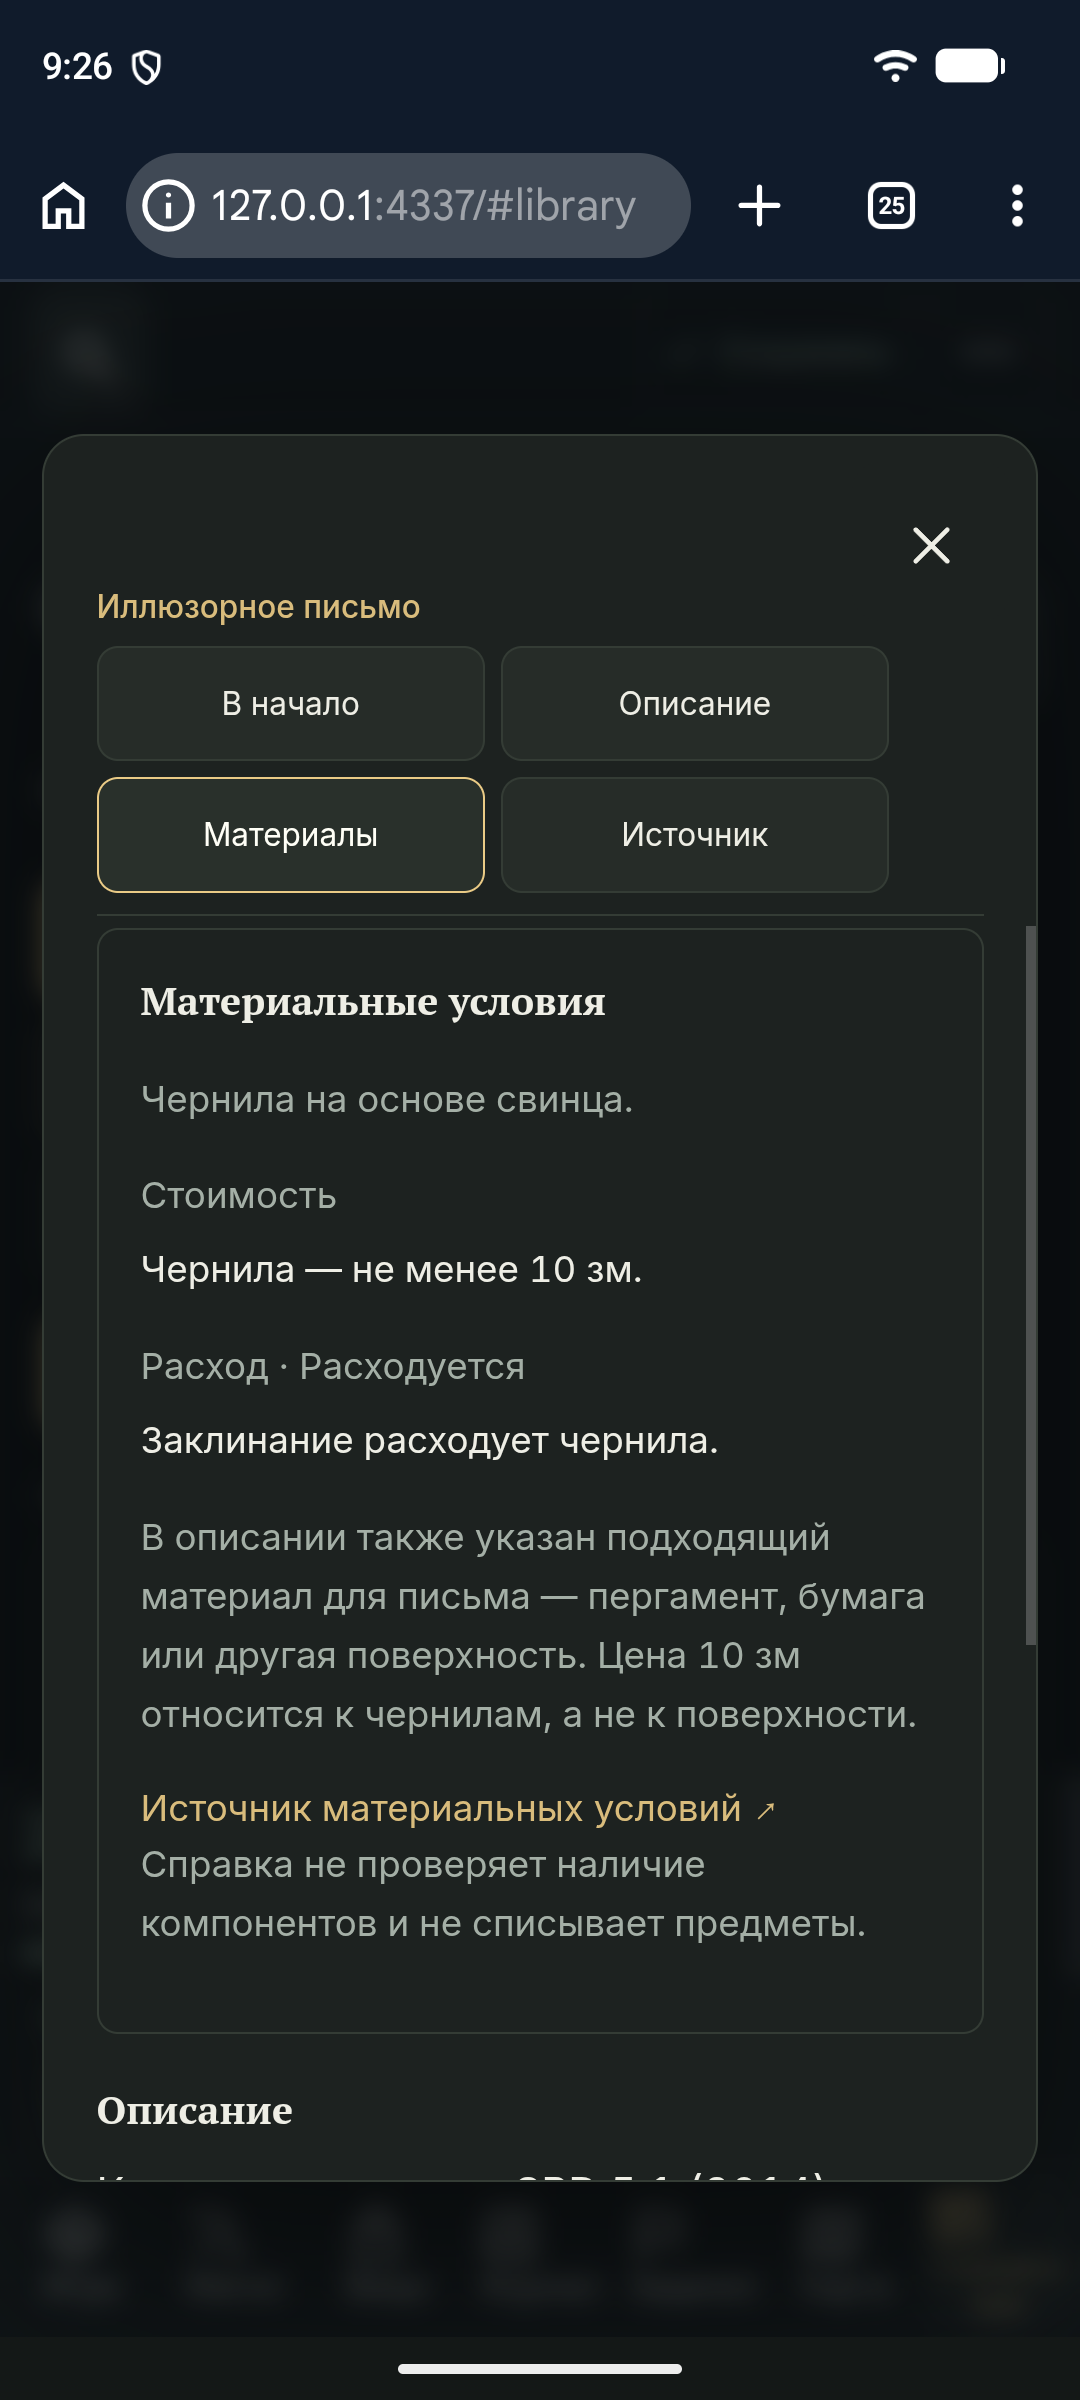 9:26
127.0.0.1:4337/#library
25
Иллюзорное письмо
В начало
Описание
Материалы
Источник
Материальные условия
Чернила на основе свинца.
Стоимость
Чернила — не менее 10 зм.
Расход · Расходуется
Заклинание расходует чернила.
В описании также указан подходящий
материал для письма — пергамент, бумага
или другая поверхность. Цена 10 зм
относится к чернилам, а не к поверхности.
Источник материальных условий ↗
Справка не проверяет наличие
компонентов и не списывает предметы.
Описание